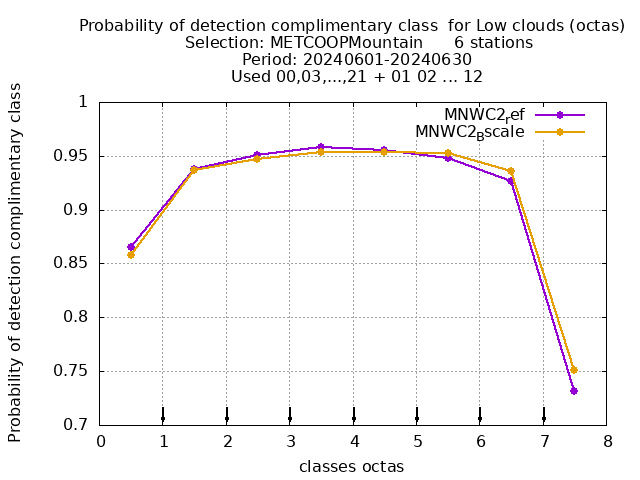 Probability of detection complimentary class  for Low clouds (octas)
Selection: METCOOPMountain      6 stations
Period: 20240601-20240630
Used 00,03,...,21 + 01 02 ... 12
MNWC2_ref
MNWC2_Bscale
1
0.95
0.9
0.85
0.8
0.75
0.7
0 1 2 3 4 5 6 7 8
classes octas
Probability of detection complimentary class